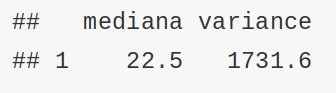 ##   mediana variance
## 1    22.5   1731.6